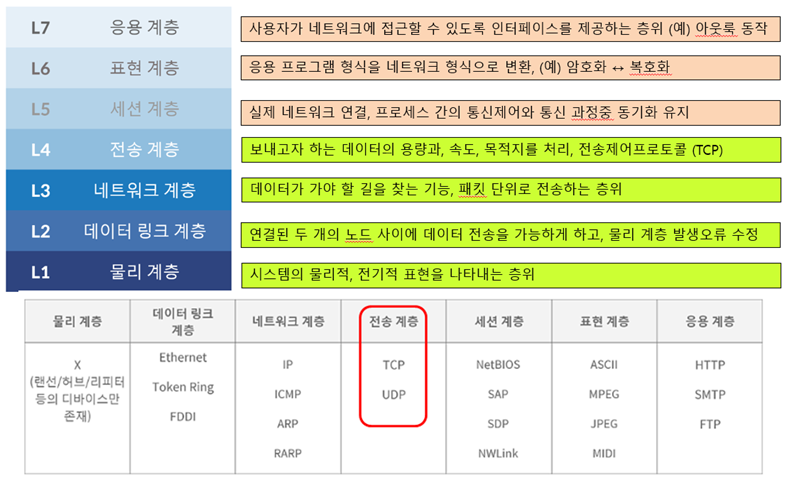 L7 응용 계층 사용자가 네트워크에 접근할 수 있도록 인터페이스를 제공하는 층위 (예) 아웃룩 동작
L6 표현 계층 응용 프로그램 형식을 네트워크 형식으로 변환, (예) 암호화 ↔ 복호화
L5 세션 계층 실제 네트워크 연결, 프로세스 간의 통신제어와 통신 과정중 동기화 유지
L4 전송 계층 보내고자 하는 데이터의 용량과, 속도, 목적지를 처리, 전송제어프로토콜 (TCP)
L3 네트워크 계층 데이터가 가야 할 길을 찾는 기능, 패킷 단위로 전송하는 층위
L2 데이터 링크 계층 연결된 두 개의 노드 사이에 데이터 전송을 가능하게 하고, 물리 계층 발생오류 수정
L1 물리 계층 시스템의 물리적, 전기적 표현을 나타내는 층위
물리 계층
데이터 링크
계층
네트워크 계층
전송 계층
세션 계층
표현 계층
응용 계층
X
(랜선/허브/리피터
등의 디바이스만
존재)
Ethernet
Token Ring
FDDI
IP
ICMP
ARP
RARP
TCP
UDP
NetBIOS
SAP
SDP
NWLink
ASCII
MPEG
JPEG
MIDI
HTTP
SMTP
FTP